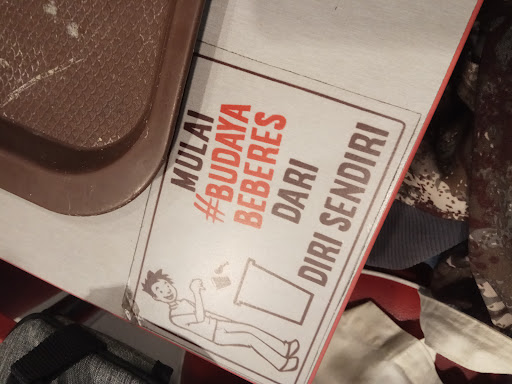 MULAI
#BUDAYA
BEBERES
DARI
DIRI SENDIRI